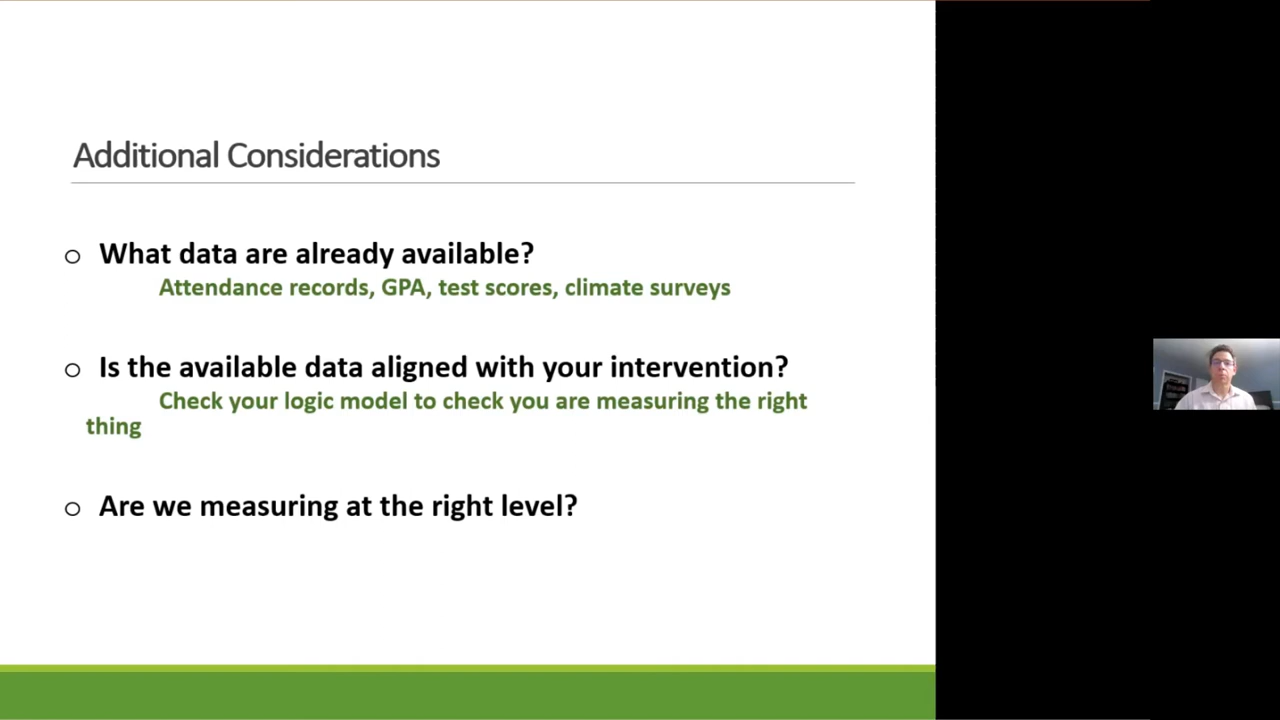 Additional Considerations
o What data are already available?
Attendance records, GPA, test scores, climate surveys
o Is the available data aligned with your intervention?
Check your logic model to check you are measuring the right
thing
o Are we measuring at the right level?